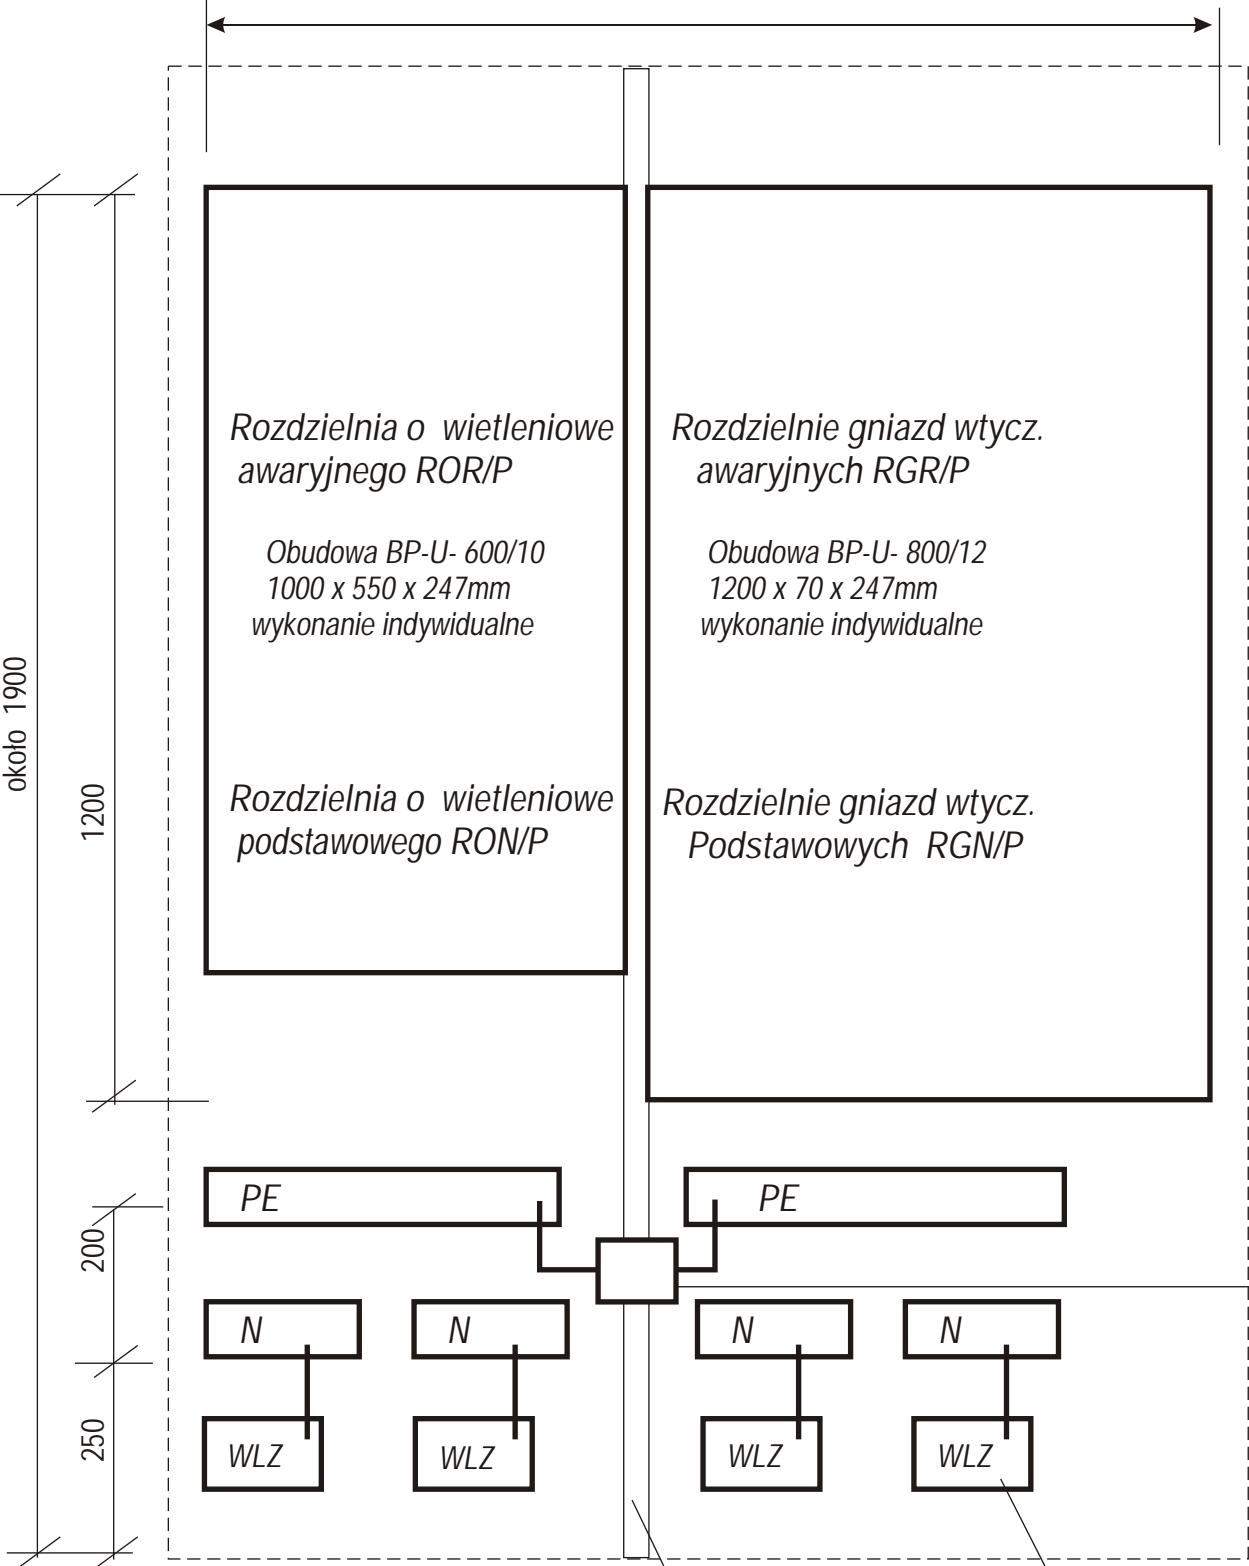 Rozdzielnia o wietleniowe
awaryjnego ROR/P
Obudowa BP-U- 600/10
1000 x 550 x 247mm
wykonanie indywidualne
Rozdzielnia o wietleniowe
podstawowego RON/P
Rozdzielnie gniazd wtycz.
awaryjnych RGR/P
Obudowa BP-U- 800/12
1200 x 70 x 247mm
wykonanie indywidualne
Rozdzielnie gniazd wtycz.
Podstawowych RGN/P
około 1900
1200
200
250
PE
PE
N
N
N
N
WLZ
WLZ
WLZ
WLZ